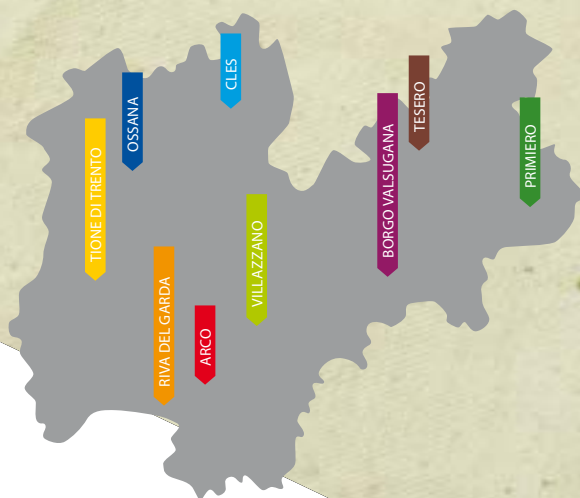 CLES
OSSANA
TESERO
BORGO VALSUGANA
PRIMIERO
TIONE DI TRENTO
VILLAZZANO
RIVA DEL GARDA
ARCO